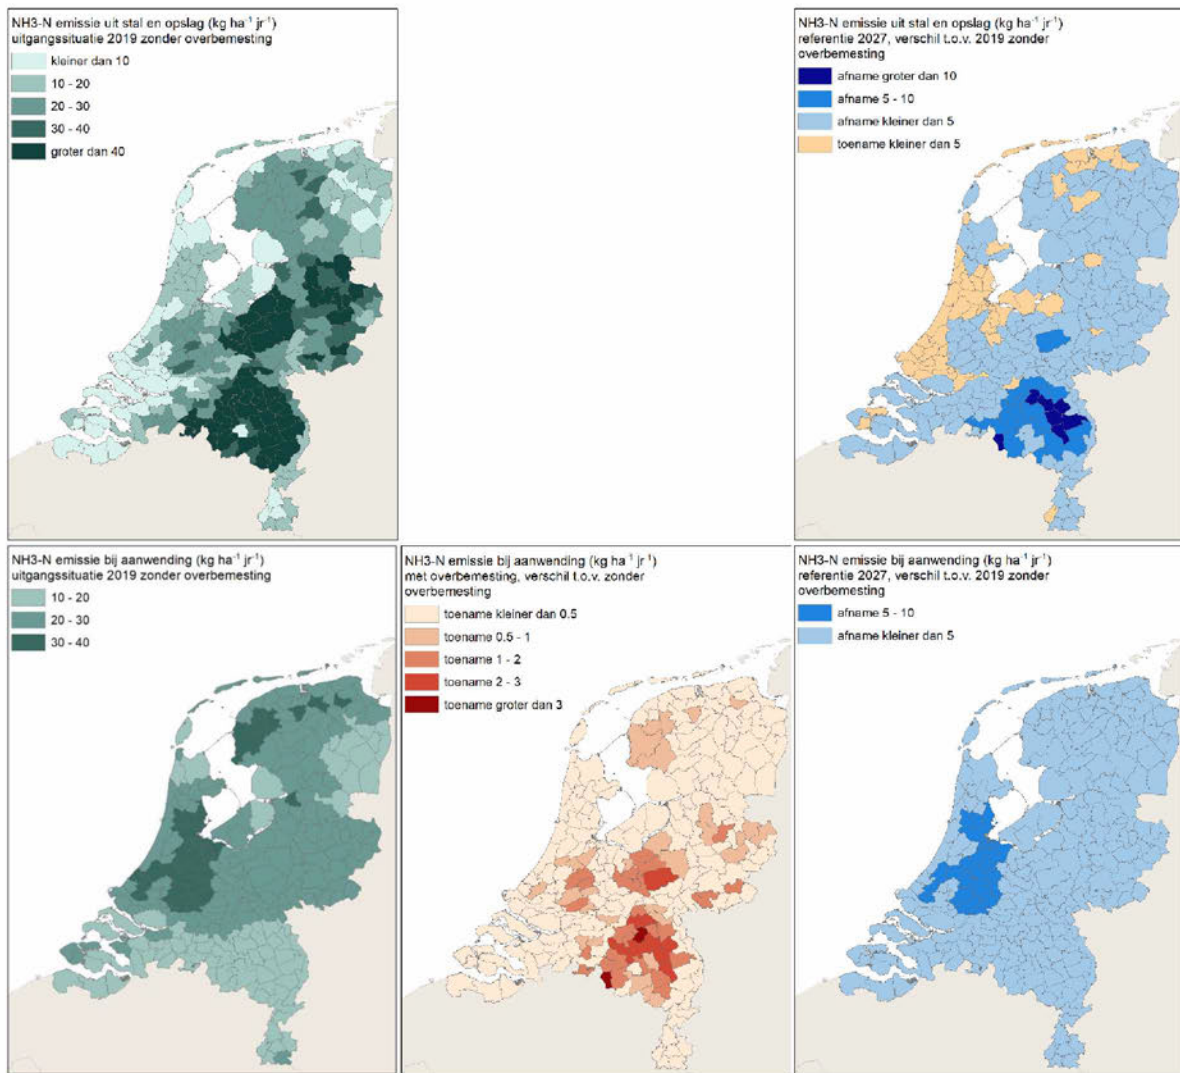 NH3-N emissie uit stal en opslag (kg ha⁻¹ jr⁻¹)
uitgangssituatie 2019 zonder overbemesting
kleiner dan 10
10 - 20
20 - 30
30 - 40
groter dan 40
NH3-N emissie uit stal en opslag (kg ha⁻¹ jr⁻¹)
referentie 2027, verschil t.o.v. 2019 zonder
overbemesting
afname groter dan 10
afname 5 - 10
afname kleiner dan 5
toename kleiner dan 5
NH3-N emissie bij aanwending (kg ha⁻¹ jr⁻¹)
uitgangssituatie 2019 zonder overbemesting
10 - 20
20 - 30
30 - 40
NH3-N emissie bij aanwending (kg ha⁻¹ jr⁻¹)
met overbemesting, verschil t.o.v. zonder
overbemesting
toename kleiner dan 0.5
toename 0.5 - 1
toename 1 - 2
toename 2 - 3
toename groter dan 3
NH3-N emissie bij aanwending (kg ha⁻¹ jr⁻¹)
referentie 2027, verschil t.o.v. 2019 zonder
overbemesting
afname 5 - 10
afname kleiner dan 5